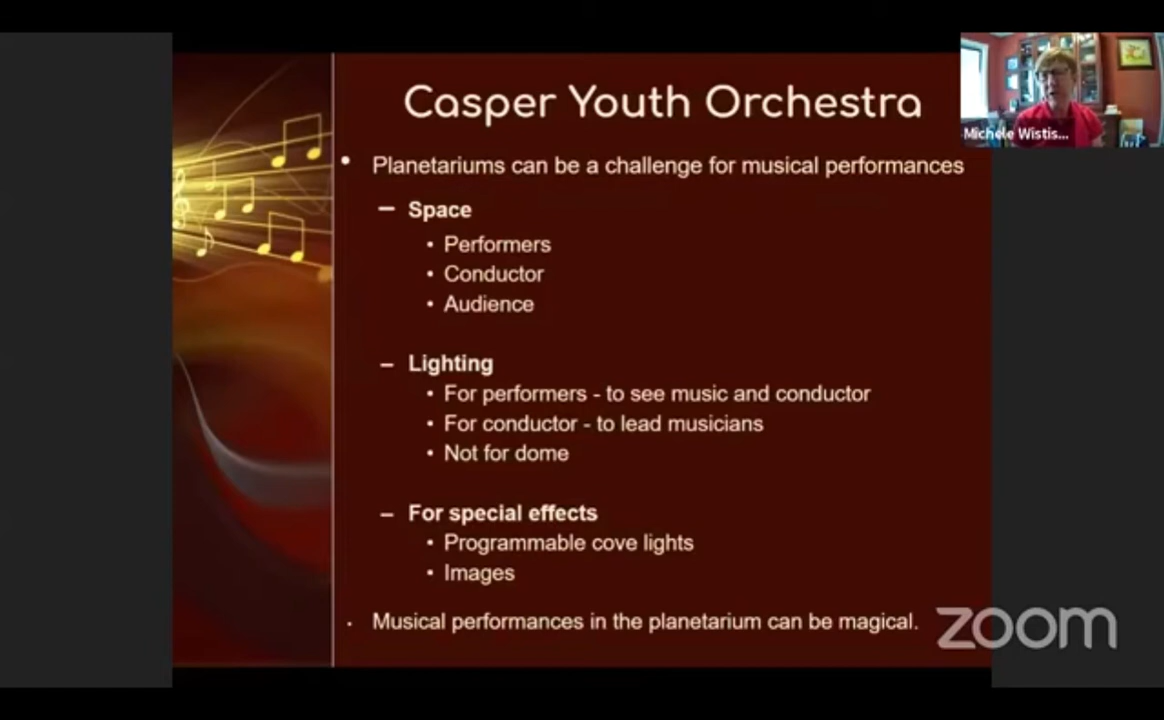 Casper Youth Orchestra
Michele Wistis...
• Planetariums can be a challenge for musical performances
– Space
• Performers
• Conductor
• Audience
– Lighting
• For performers - to see music and conductor
• For conductor - to lead musicians
• Not for dome
– For special effects
• Programmable cove lights
• Images
• Musical performances in the planetarium can be magical.
zoom